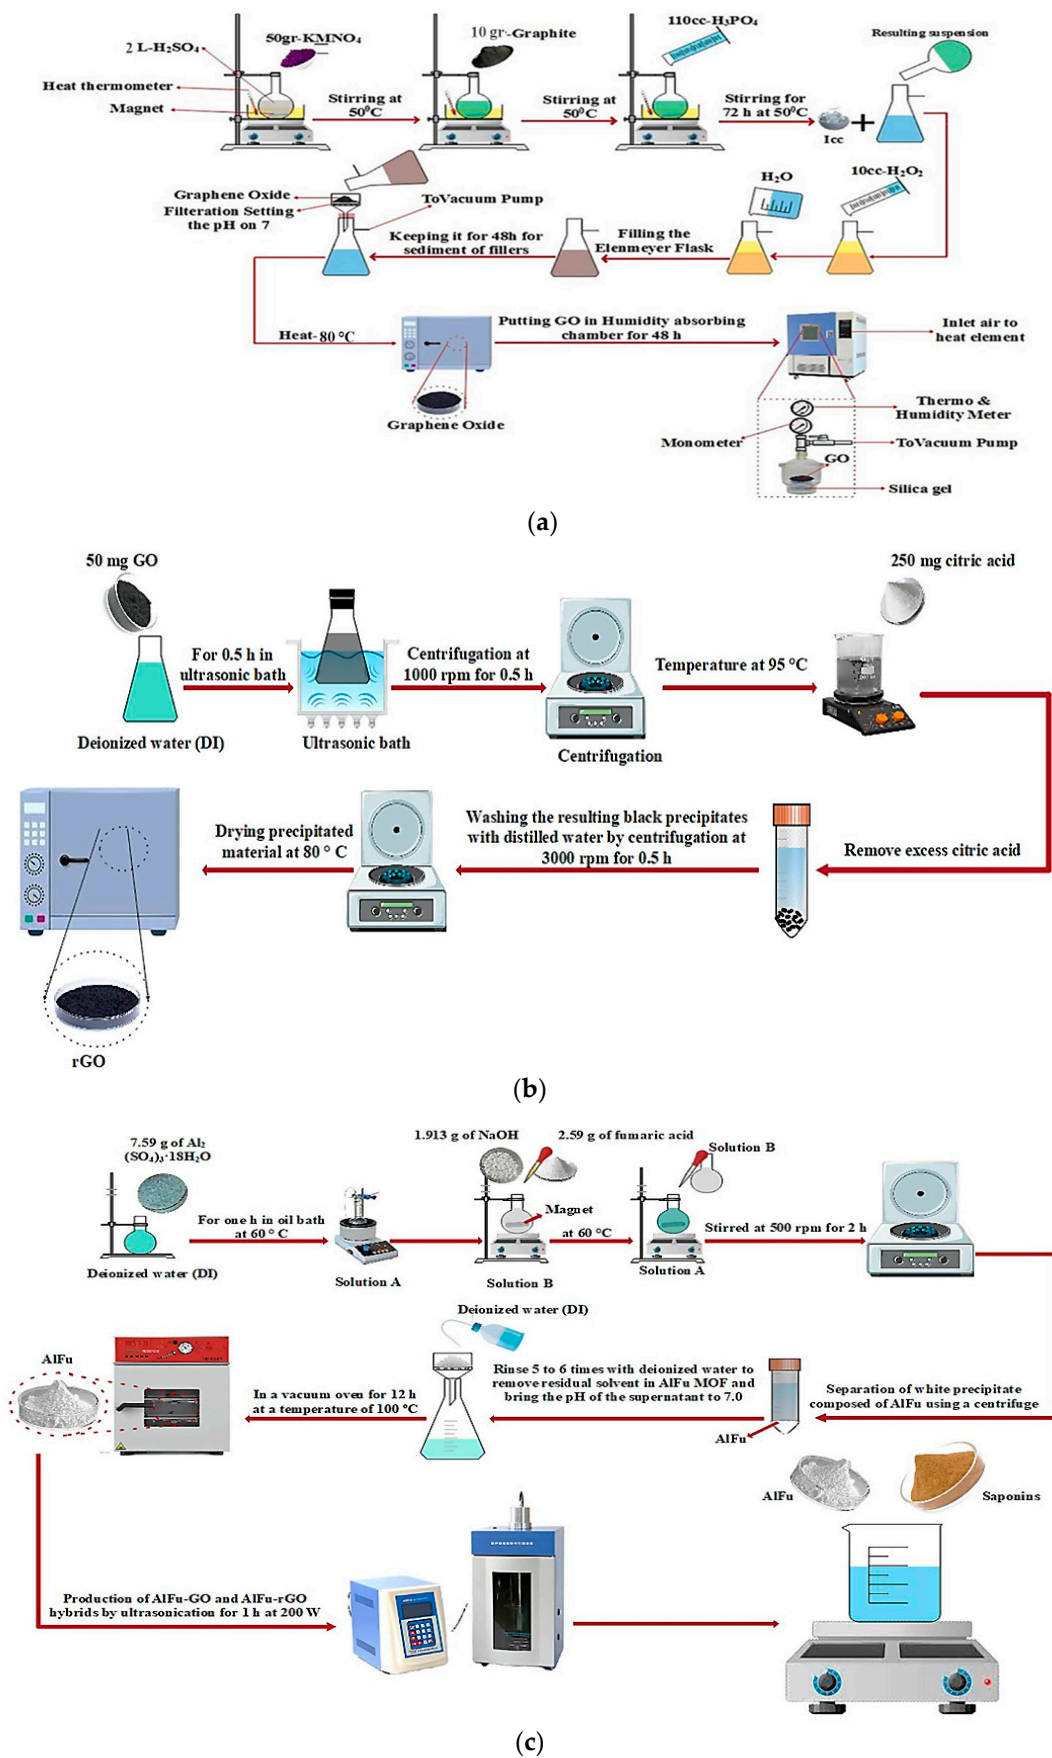 50gr-KMNO₄
2 L-H₂SO₄
Heat thermometer
Magnet
Stirring at
50⁰C
10 gr-Graphite
Stirring at
50⁰C
110cc-H₃PO₄
Stirring for
72 h at 50⁰C
Resulting suspension
Icc
+
Graphene Oxide
Filteration Setting
the pH on 7
ToVacuum Pump
Keeping it for 48h for
sediment of fillers
Filling the
Elenmeyer Flask
H₂O
10cc-H₂O₂
Heat-80 °C
Graphene Oxide
Putting GO in Humidity absorbing
chamber for 48 h
Inlet air to
heat element
Thermo &
Humidity Meter
Monometer
ToVacuum Pump
GO
Silica gel
(a)
50 mg GO
Deionized water (DI)
For 0.5 h in
ultrasonic bath
Ultrasonic bath
Centrifugation at
1000 rpm for 0.5 h
Centrifugation
Temperature at 95 °C
250 mg citric acid
Remove excess citric acid
Washing the resulting black precipitates
with distilled water by centrifugation at
3000 rpm for 0.5 h
Drying precipitated
material at 80 ° C
rGO
(b)
7.59 g of Al₂
(SO₄)₃·18H₂O
Deionized water (DI)
For one h in oil bath
at 60 ° C
Solution A
1.913 g of NaOH
2.59 g of fumaric acid
Magnet
Solution B
at 60 °C
Solution B
Solution A
Stirred at 500 rpm for 2 h
Separation of white precipitate
composed of AlFu using a centrifuge
AlFu
Rinse 5 to 6 times with deionized water to
remove residual solvent in AlFu MOF and
bring the pH of the supernatant to 7.0
Deionized water (DI)
In a vacuum oven for 12 h
at a temperature of 100 °C
AlFu
Production of AlFu-GO and AlFu-rGO
hybrids by ultrasonication for 1 h at 200 W
AlFu
Saponins
(c)